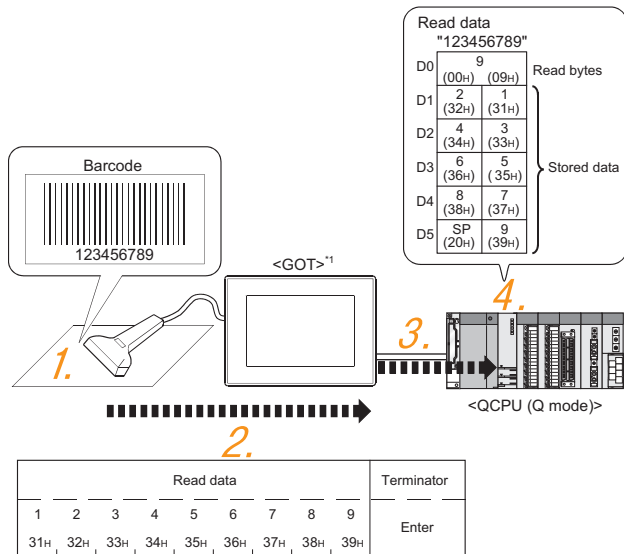 Read data
"123456789"
D0 9 (00H) (09H) Read bytes
D1 2 (32H) 1 (31H)
D2 4 (34H) 3 (33H)
D3 6 (36H) 5 (35H) Stored data
D4 8 (38H) 7 (37H)
D5 SP (20H) 9 (39H)
Barcode
123456789
<GOT>*1
1.
2.
3.
4.
<QCPU (Q mode)>
Read data Terminator
1 2 3 4 5 6 7 8 9 Enter
31H 32H 33H 34H 35H 36H 37H 38H 39H